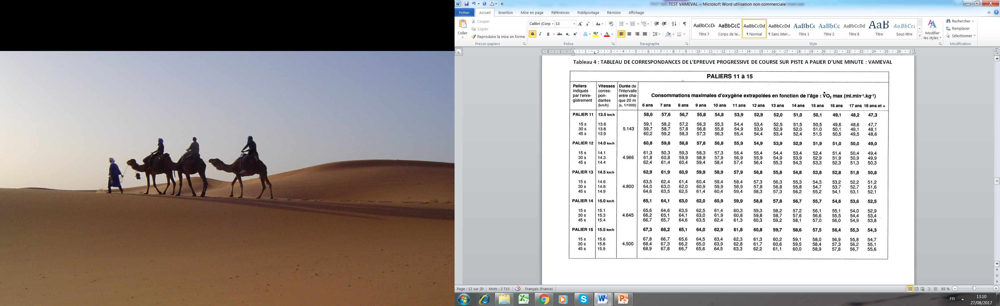 TEST VAMEVAL - Microsoft Word utilisation non commerciale
Fichier Accueil Insertion Mise en page Références Publipostage Révision Affichage
Coller
Couper
Copier
Reproduire la mise en forme
Presse-papiers
Calibri (Corp 13
G I S abc x₂ x²
Police
Paragraphe
AaBbCcDc AaBbCcD AaBbCcDd AaBbCcDd AaBbCc AaBbCc AaBbCcDd AaB AaBbCcI
Titre 7 Corps de te... ¶ Normal ¶ Sans inter... Titre 1 Titre 2 Titre 8 Titre Sous-titre
Style
Modifier
les styles
Rechercher
Remplacer
Sélectionner
Modification
2 1 1 2 3 4 5 6 7 8 9 10 11 12 13 14 15 16 17 18 19 20 21 22 23 24 25 26 27
Tableau 4 : TABLEAU DE CORRESPONDANCES DE L'EPREUVE PROGRESSIVE DE COURSE SUR PISTE A PALIER D'UNE MINUTE : VAMEVAL
PALIERS 11 à 15
Paliers
indiqués
par l'enre-
gistrement
Vitesses
corres-
pon-
dantes
(km/h)
Durée de
l'intervalle
entre cha-
que 20 m
(s, 1/1000)
Consommations maximales d'oxygène extrapolées en fonction de l'âge : V̇O₂ max (ml.min-¹.kg-¹)
6 ans 7 ans 8 ans 9 ans 10 ans 11 ans 12 ans 13 ans 14 ans 15 ans 16 ans 17 ans 18 ans et +
PALIER 11 13.5 km/h 58,6 57,6 56,7 55,8 54,8 53,9 52,9 52,0 51,0 50,1 49,1 48,2 47,3
15 s 13.6 59,1 58,2 57,2 56,3 55,3 54,4 53,4 52,5 51,5 50,5 49,6 48,6 47,7
30 s 13.8 5.143 59,7 58,7 57,8 56,8 55,8 54,9 53,9 52,9 52,0 51,0 50,1 49,1 48,1
45 s 13.9 60,2 59,2 58,3 57,3 56,3 55,4 54,4 53,4 52,4 51,5 50,5 49,5 48,6
PALIER 12 14.0 km/h 60,8 59,8 58,8 57,8 56,8 55,9 54,9 53,9 52,9 51,9 51,0 50,0 49,0
15 s 14.1 61,3 50,3 59,3 58,3 57,3 56,4 55,4 54,4 53,4 52,4 51,4 50,4 49,4
30 s 14.3 4.966 61,8 60,8 59,9 58,9 57,9 56,9 55,9 54,9 53,9 52,9 51,9 50,9 49,9
45 s 14.4 62,4 61,4 60,4 59,4 58,4 57,4 56,4 55,3 54,3 53,3 52,3 51,3 50,3
PALIER 13 14.5 km/h 62,9 61,9 60,9 59,9 58,9 57,9 56,8 55,8 54,8 53,8 52,8 51,8 50,8
15 s 14.6 63,5 62,4 61,4 60,4 59,4 58,4 57,3 56,3 55,3 54,3 53,2 52,2 51,2
30 s 14.8 4.800 64,0 63,0 62,0 60,9 59,9 58,9 57,8 56,8 55,8 54,7 53,7 52,7 51,6
45 s 14.9 64,6 63,5 62,5 61,4 60,4 59,4 58,3 57,3 56,2 55,2 54,1 53,1 52,1
PALIER 14 15.0 km/h 65,1 64,1 63,0 62,0 60,9 59,9 58,8 57,8 56,7 55,7 54,6 53,6 52,5
15 s 15.1 65,6 64,6 63,5 62,5 61,4 60,3 59,3 58,2 57,2 56,1 55,1 54,0 52,9
30 s 15.3 4.645 66,2 65,1 64,1 63,0 61,9 60,8 59,8 58,7 57,6 56,6 55,5 54,4 53,4
45 s 15.4 66,7 65,7 64,6 63,5 62,4 61,3 60,3 59,2 58,1 57,0 56,0 54,9 53,8
PALIER 15 15.5 km/h 67,3 66,2 65,1 64,0 62,9 61,8 60,8 59,7 58,6 57,5 56,4 55,3 54,3
15 s 15.6 67,8 66,7 65,6 64,5 63,4 62,3 61,3 60,2 59,1 58,0 56,9 55,8 54,7
30 s 15.8 4.500 68,4 67,3 66,2 65,0 63,9 62,8 61,7 60,6 59,5 58,4 57,3 56,2 55,1
45 s 15.9 68,9 67,8 66,7 65,6 64,5 63,3 62,2 61,1 60,0 58,9 57,8 56,7 55,6
Page : 12 sur 20 Mots : 2 715 Français (France) 93 %
FR 13:10
27/08/2017